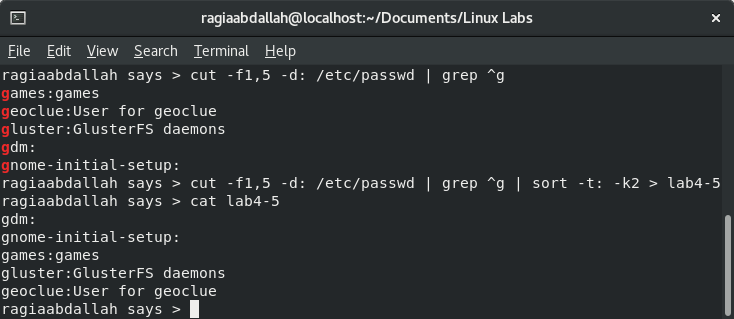 ragiaabdallah@localhost:~/Documents/Linux Labs
File Edit View Search Terminal Help
ragiaabdallah says > cut -f1,5 -d: /etc/passwd | grep ^g
games:games
geoclue:User for geoclue
gluster:GlusterFS daemons
gdm:
gnome-initial-setup:
ragiaabdallah says > cut -f1,5 -d: /etc/passwd | grep ^g | sort -t: -k2 > lab4-5
ragiaabdallah says > cat lab4-5
gdm:
gnome-initial-setup:
games:games
gluster:GlusterFS daemons
geoclue:User for geoclue
ragiaabdallah says >